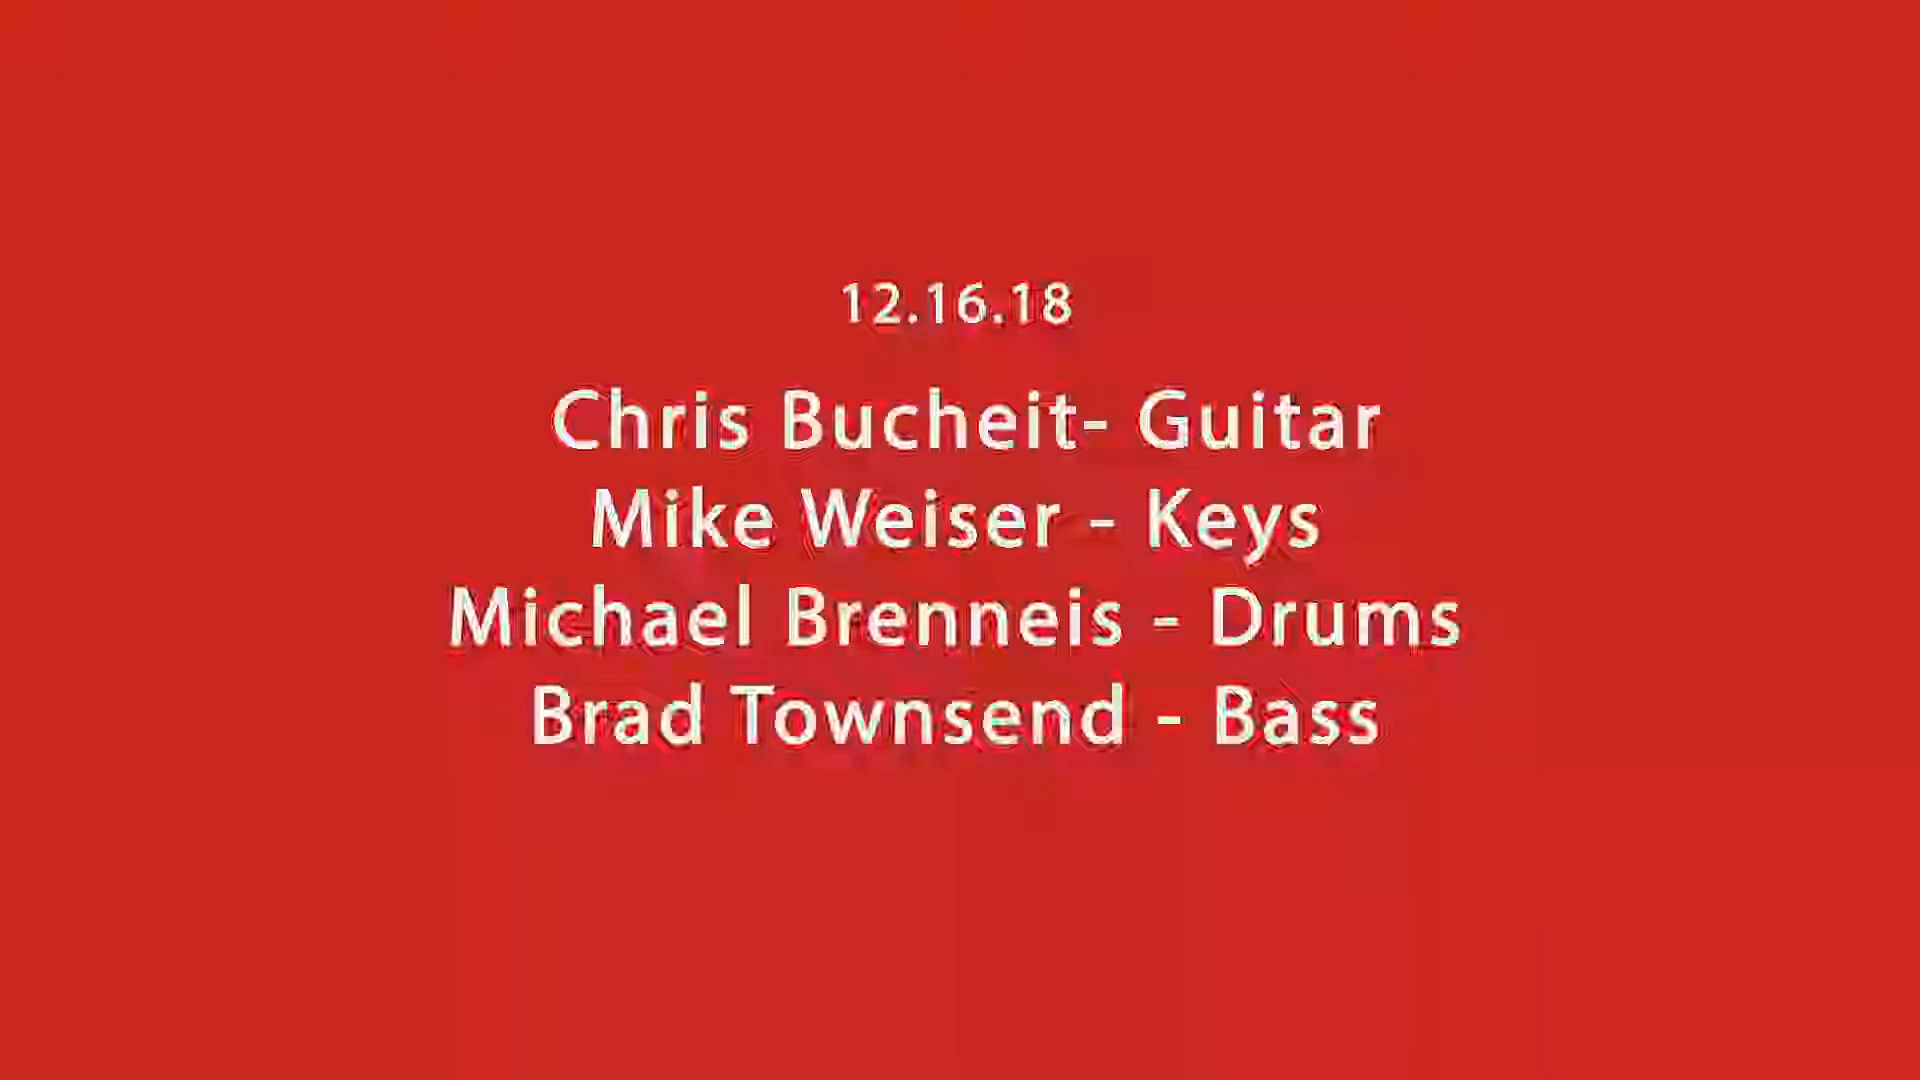 12.16.18
Chris Bucheit- Guitar
Mike Weiser - Keys
Michael Brenneis - Drums
Brad Townsend - Bass